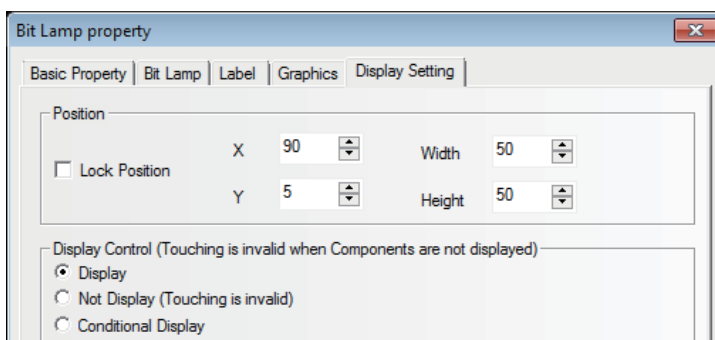 Bit Lamp property
Basic Property Bit Lamp Label Graphics Display Setting
Position
X 90 Width 50
Lock Position
Y 5 Height 50
Display Control (Touching is invalid when Components are not displayed)
Display
Not Display (Touching is invalid)
Conditional Display